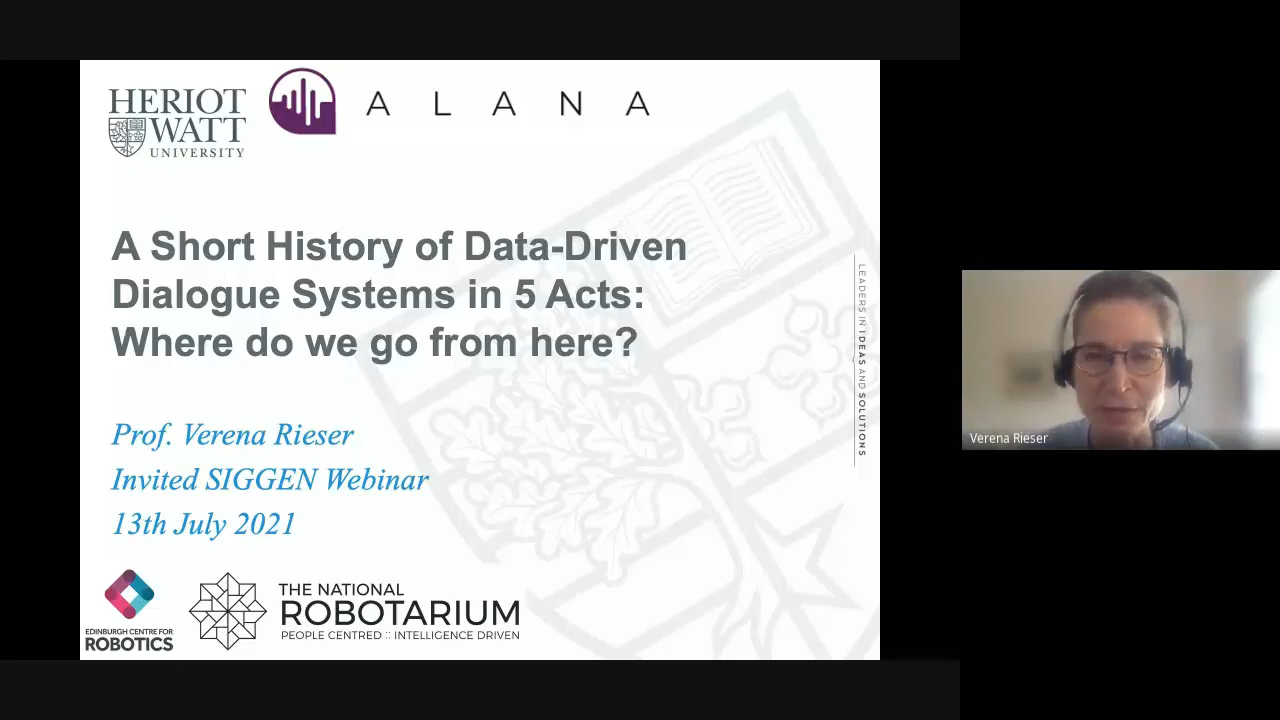 HERIOT
WATT
UNIVERSITY
ALANA
A Short History of Data-Driven
Dialogue Systems in 5 Acts:
Where do we go from here?
LEADERS IN IDEAS AND SOLUTIONS
Prof. Verena Rieser
Invited SIGGEN Webinar
13th July 2021
EDINBURGH CENTRE FOR
ROBOTICS
THE NATIONAL
ROBOTARIUM
PEOPLE CENTRED :: INTELLIGENCE DRIVEN
Verena Rieser